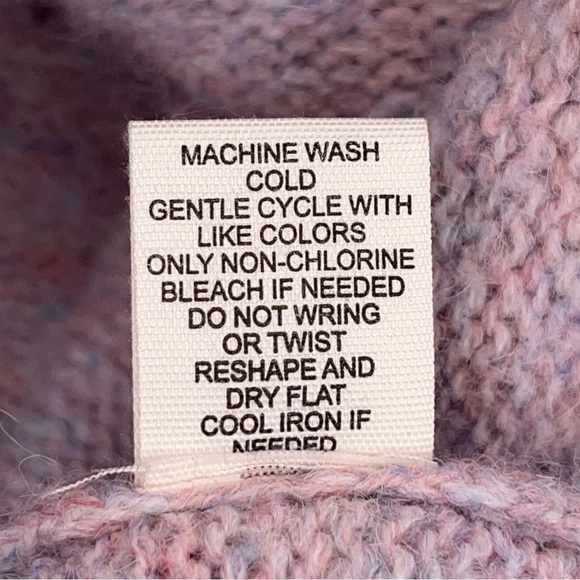 MACHINE WASH
COLD
GENTLE CYCLE WITH
LIKE COLORS
ONLY NON-CHLORINE
BLEACH IF NEEDED
DO NOT WRING
OR TWIST
RESHAPE AND
DRY FLAT
COOL IRON IF
NEEDED